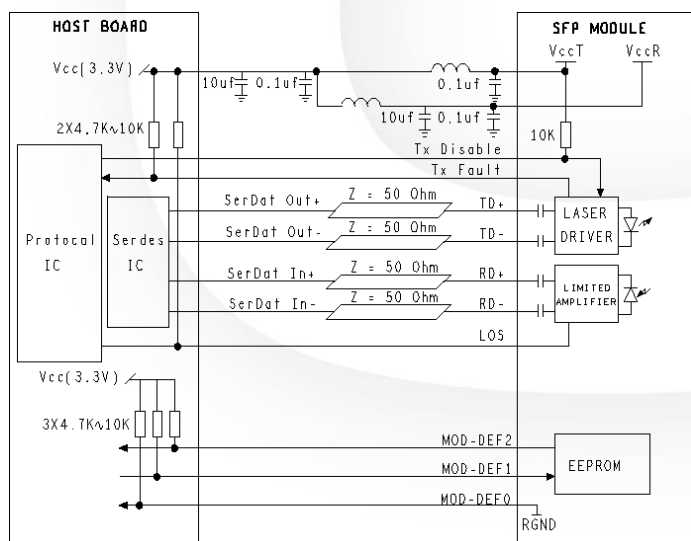 HOST BOARD
SFP MODULE
VccT
VccR
Vcc(3.3V)
10uf
0.1uf
0.1uf
10uf
0.1uf
2X4.7K~10K
10K
Tx Disable
Tx Fault
Protocal
IC
Serdes
IC
SerDat Out+
Z = 50 Ohm
TD+
SerDat Out-
Z = 50 Ohm
TD-
LASER
DRIVER
SerDat In+
Z = 50 Ohm
RD+
SerDat In-
Z = 50 Ohm
RD-
LIMITED
AMPLIFIER
LOS
Vcc(3.3V)
3X4.7K~10K
MOD-DEF2
MOD-DEF1
EEPROM
MOD-DEF0
RGND